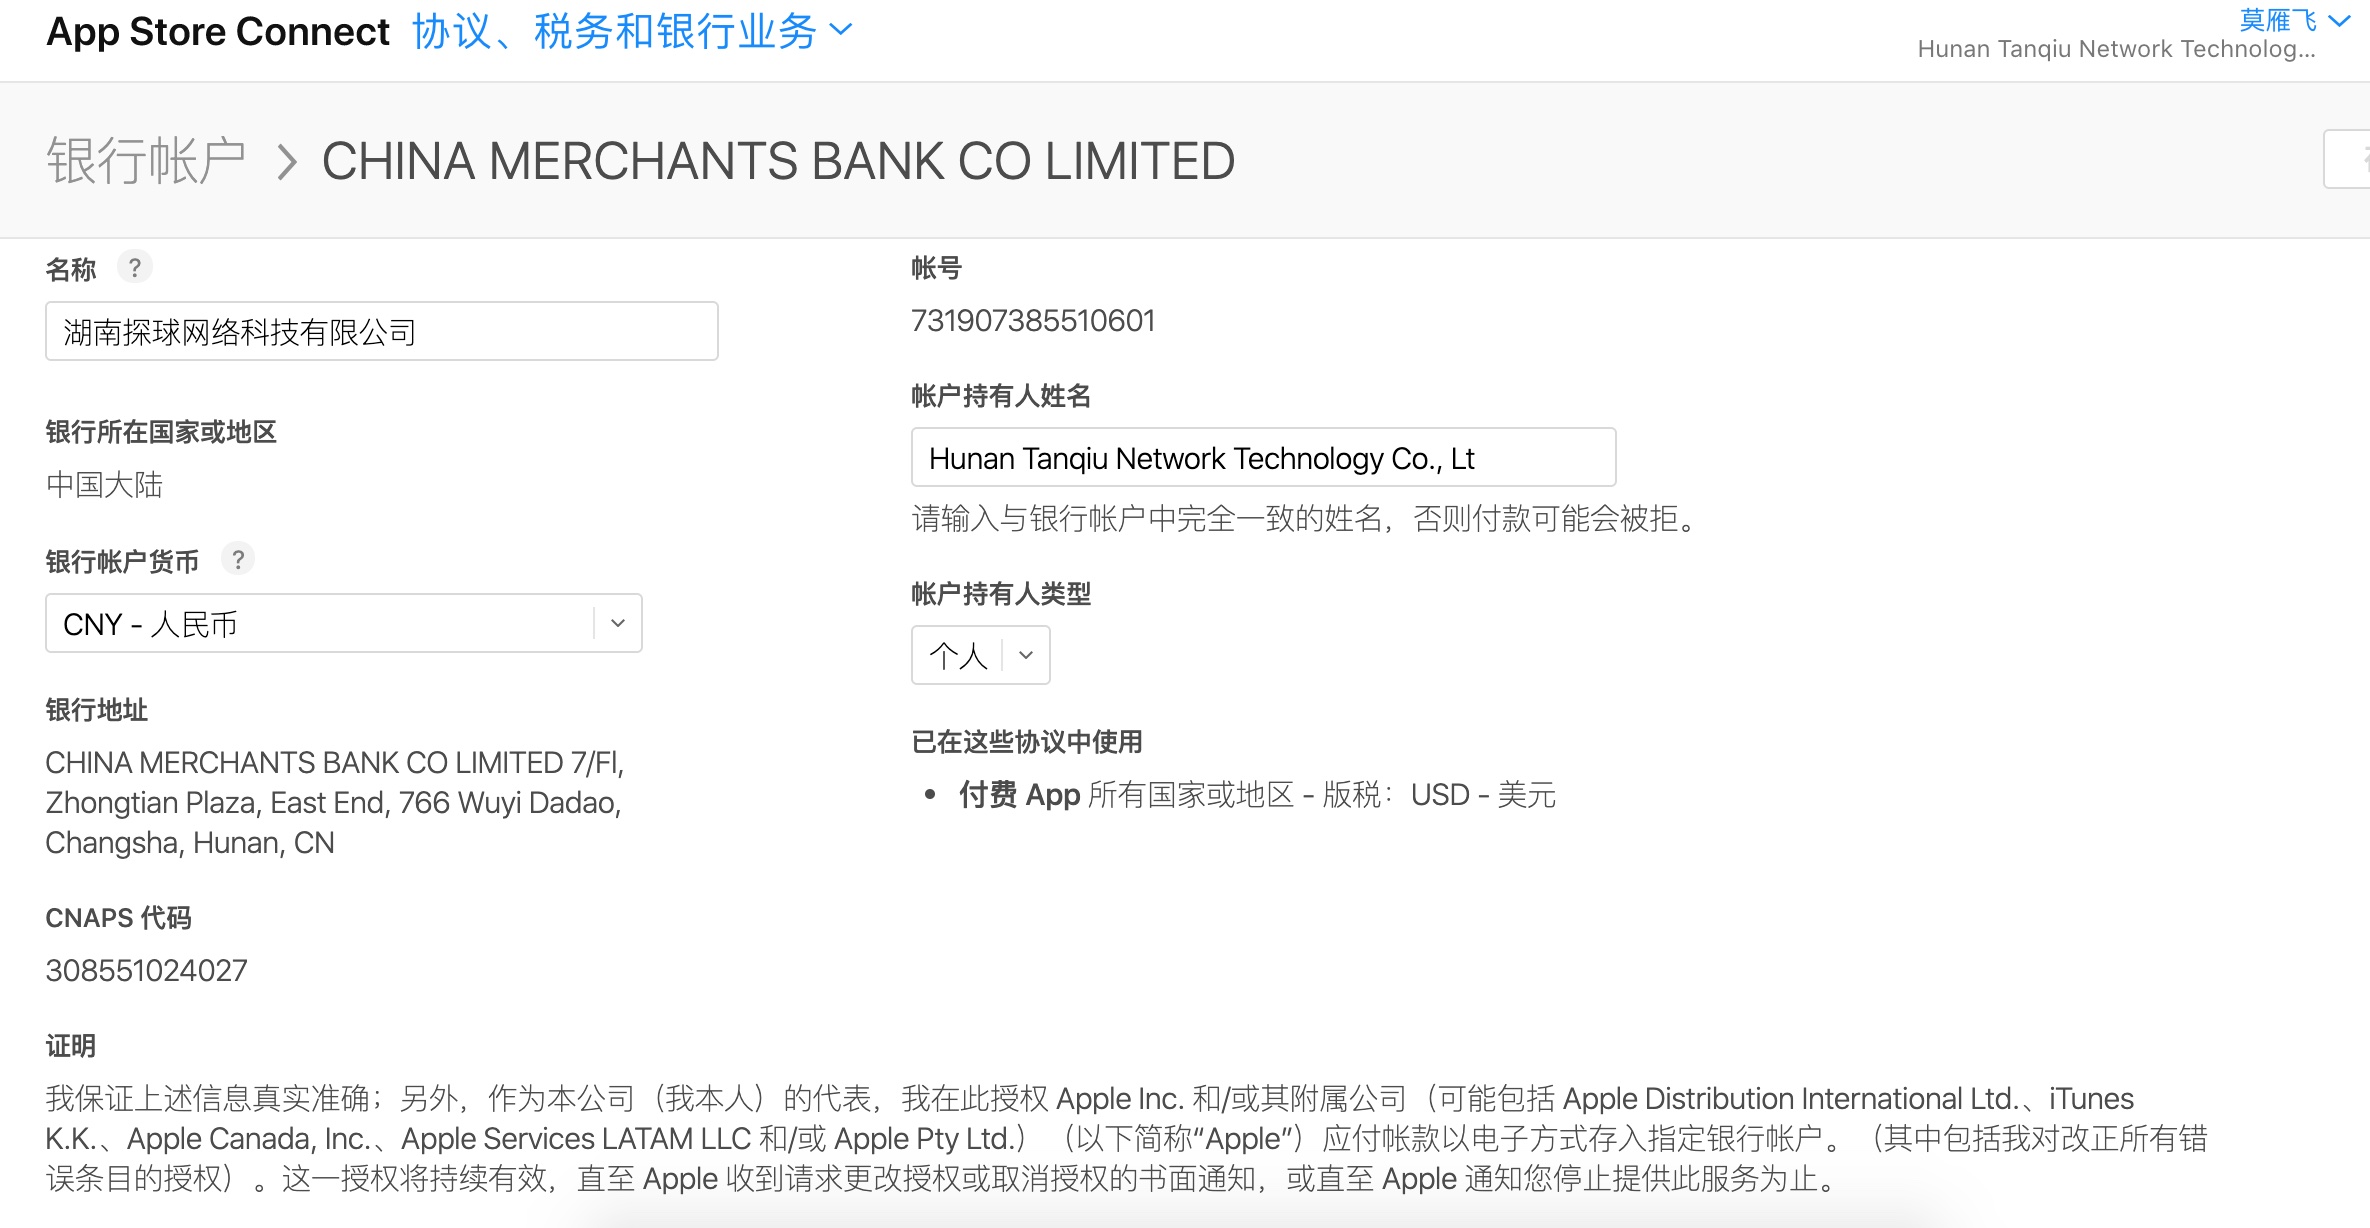 App Store Connect 协议、税务和银行业务
莫雁飞
Hunan Tanqiu Network Technolog...
银行帐户 > CHINA MERCHANTS BANK CO LIMITED
名称 ?
湖南探球网络科技有限公司
银行所在国家或地区
中国大陆
银行帐户货币 ?
CNY - 人民币
银行地址
CHINA MERCHANTS BANK CO LIMITED 7/Fl,
Zhongtian Plaza, East End, 766 Wuyi Dadao,
Changsha, Hunan, CN
CNAPS 代码
308551024027
帐号
731907385510601
帐户持有人姓名
Hunan Tanqiu Network Technology Co., Lt
请输入与银行帐户中完全一致的姓名，否则付款可能会被拒。
帐户持有人类型
个人
已在这些协议中使用
• 付费 App 所有国家或地区 - 版税：USD - 美元
证明
我保证上述信息真实准确；另外，作为本公司（我本人）的代表，我在此授权 Apple Inc. 和/或其附属公司（可能包括 Apple Distribution International Ltd.、iTunes
K.K.、Apple Canada, Inc.、Apple Services LATAM LLC 和/或 Apple Pty Ltd.）（以下简称“Apple”）应付帐款以电子方式存入指定银行帐户。（其中包括我对改正所有错
误条目的授权）。这一授权将持续有效，直至 Apple 收到请求更改授权或取消授权的书面通知，或直至 Apple 通知您停止提供此服务为止。